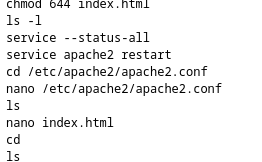 chmod 644 index.html
ls -l
service --status-all
service apache2 restart
cd /etc/apache2/apache2.conf
nano /etc/apache2/apache2.conf
ls
nano index.html
cd
ls